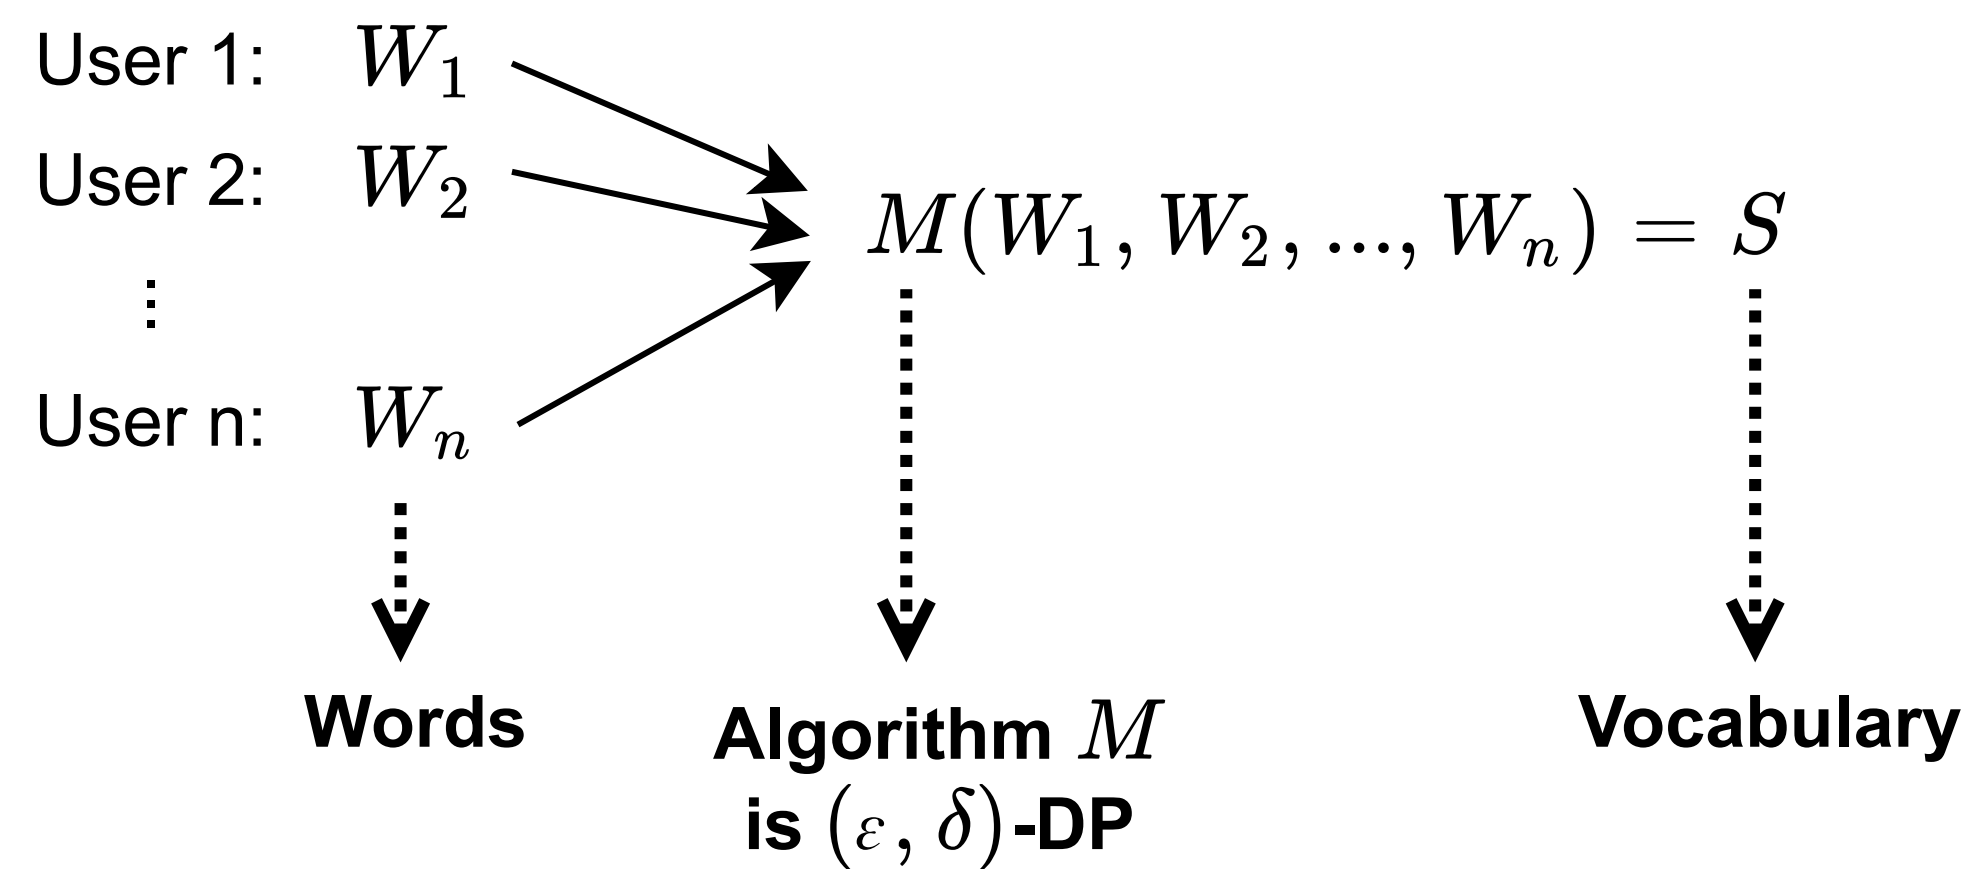 User 1: W₁
User 2: W₂
⋮
User n: Wₙ
M(W₁, W₂, ..., Wₙ) = S
Words
Algorithm M
is (ε, δ)-DP
Vocabulary